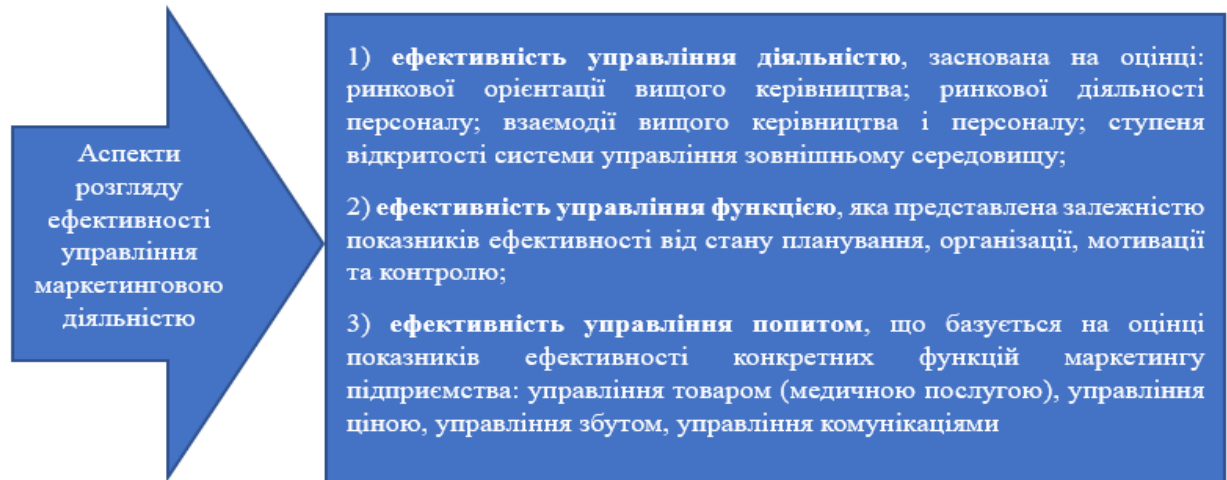 Аспекти
розгляду
ефективності
управління
маркетинговою
діяльністю
1) ефективність управління діяльністю, заснована на оцінці:
ринкової орієнтації вищого керівництва; ринкової діяльності
персоналу; взаємодії вищого керівництва і персоналу; ступеня
відкритості системи управління зовнішньому середовищу;
2) ефективність управління функцією, яка представлена залежністю
показників ефективності від стану планування, організації, мотивації
та контролю;
3) ефективність управління попитом, що базується на оцінці
показників ефективності конкретних функцій маркетингу
підприємства: управління товаром (медичною послугою), управління
ціною, управління збутом, управління комунікаціями